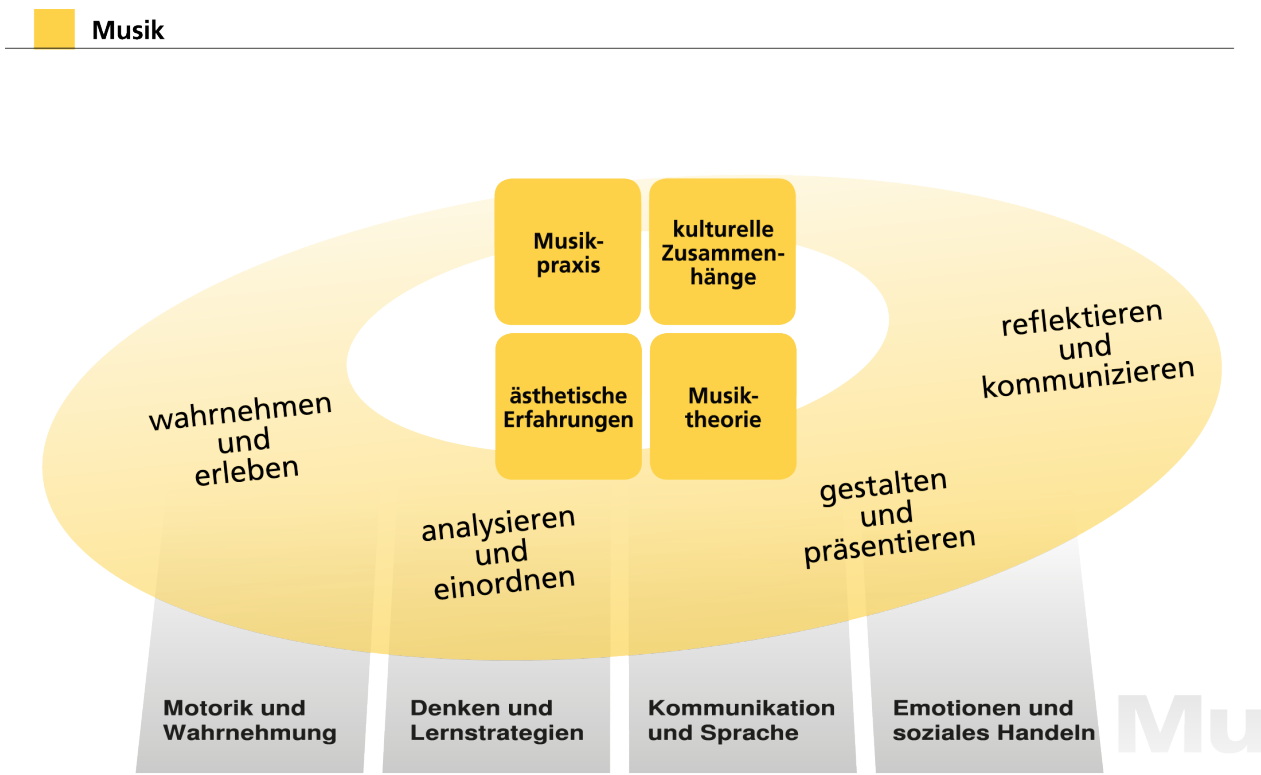 Musik
Musik-
praxis
kulturelle
Zusammen-
hänge
ästhetische
Erfahrungen
Musik-
theorie
wahrnehmen
und
erleben
analysieren
und
einordnen
gestalten
und
präsentieren
reflektieren
und
kommunizieren
Motorik und
Wahrnehmung
Denken und
Lernstrategien
Kommunikation
und Sprache
Emotionen und
soziales Handeln
Mu